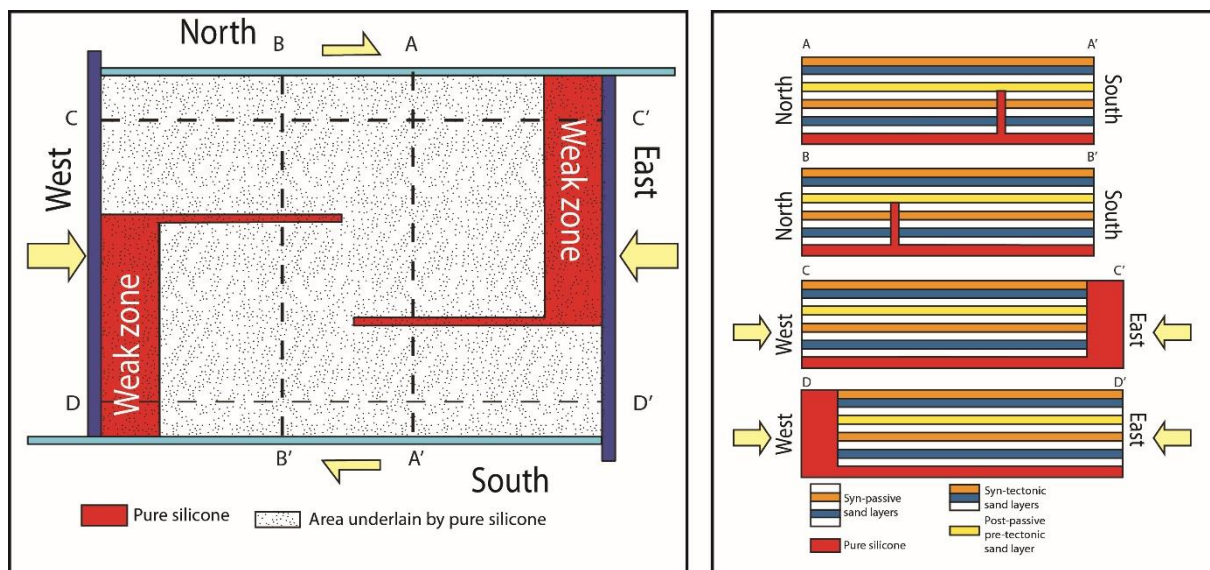 North
B
A
C
C'
West
East
Weak zone
Weak zone
D
D'
B'
A'
South
Pure silicone
Area underlain by pure silicone
A
A'
North
South
B
B'
North
South
C
C'
West
East
D
D'
West
East
Syn-passive
sand layers
Pure silicone
Syn-tectonic
sand layers
Post-passive
pre-tectonic
sand layer